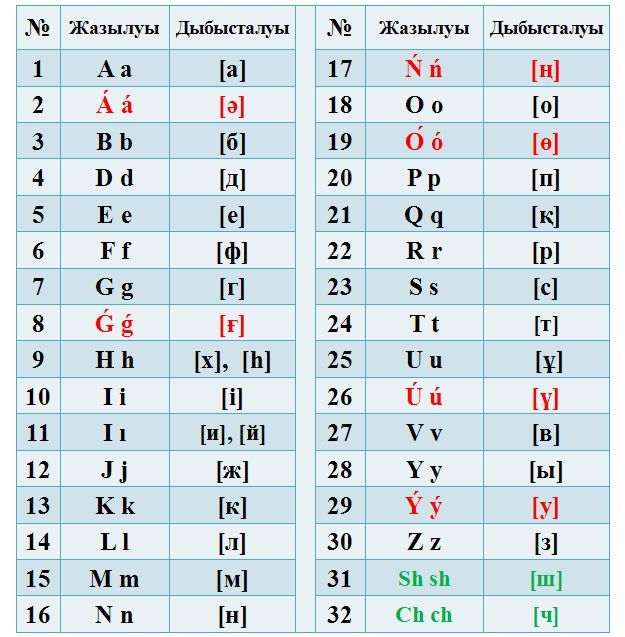 № Жазылуы Дыбысталуы № Жазылуы Дыбысталуы
1 A a [а] 17 Ń ń [ң]
2 Á á [ә] 18 O o [о]
3 B b [б] 19 Ó ó [ө]
4 D d [д] 20 P p [п]
5 E e [е] 21 Q q [қ]
6 F f [ф] 22 R r [р]
7 G g [г] 23 S s [с]
8 Ǵ ǵ [ғ] 24 T t [т]
9 H h [х], [h] 25 U u [ұ]
10 I i [і] 26 Ú ú [ү]
11 I ı [и], [й] 27 V v [в]
12 J j [ж] 28 Y y [ы]
13 K k [к] 29 Ý ý [у]
14 L l [л] 30 Z z [з]
15 M m [м] 31 Sh sh [ш]
16 N n [н] 32 Ch ch [ч]